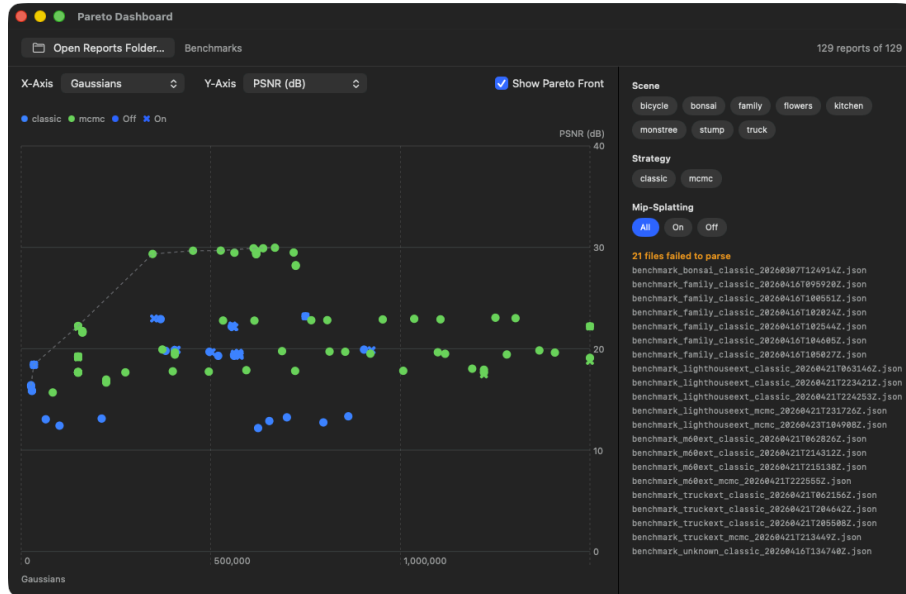 Pareto Dashboard
Open Reports Folder...
Benchmarks
129 reports of 129
X-Axis
Gaussians
Y-Axis
PSNR (dB)
Show Pareto Front
classic
mcmc
Off
On
PSNR (dB)
40
30
20
10
0
0
500,000
1,000,000
Gaussians
Scene
bicycle
bonsai
family
flowers
kitchen
monstree
stump
truck
Strategy
classic
mcmc
Mip-Splatting
All
On
Off
21 files failed to parse
benchmark_bonsai_classic_20260307T124914Z.json
benchmark_family_classic_20260416T095920Z.json
benchmark_family_classic_20260416T100551Z.json
benchmark_family_classic_20260416T102024Z.json
benchmark_family_classic_20260416T102544Z.json
benchmark_family_classic_20260416T104605Z.json
benchmark_family_classic_20260416T105027Z.json
benchmark_lighthouseext_classic_20260421T063146Z.json
benchmark_lighthouseext_classic_20260421T223421Z.json
benchmark_lighthouseext_classic_20260421T224253Z.json
benchmark_lighthouseext_mcmc_20260421T231726Z.json
benchmark_lighthouseext_mcmc_20260423T104908Z.json
benchmark_m60ext_classic_20260421T062826Z.json
benchmark_m60ext_classic_20260421T214312Z.json
benchmark_m60ext_classic_20260421T215138Z.json
benchmark_m60ext_mcmc_20260421T222555Z.json
benchmark_truckext_classic_20260421T062156Z.json
benchmark_truckext_classic_20260421T204642Z.json
benchmark_truckext_classic_20260421T205508Z.json
benchmark_truckext_mcmc_20260421T213449Z.json
benchmark_unknown_classic_20260416T134740Z.json